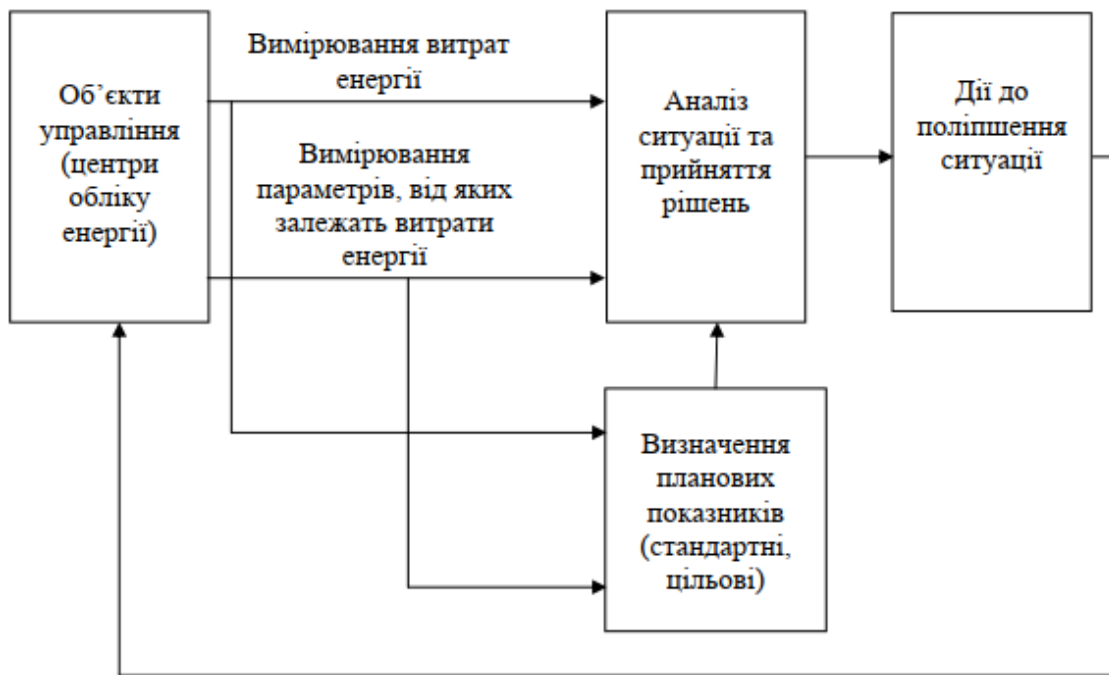 Об’єкти
управління
(центри
обліку
енергії)
Вимірювання витрат
енергії
Вимірювання
параметрів, від яких
залежать витрати
енергії
Аналіз
ситуації та
прийняття
рішень
Дії до
поліпшення
ситуації
Визначення
планових
показників
(стандартні,
цільові)